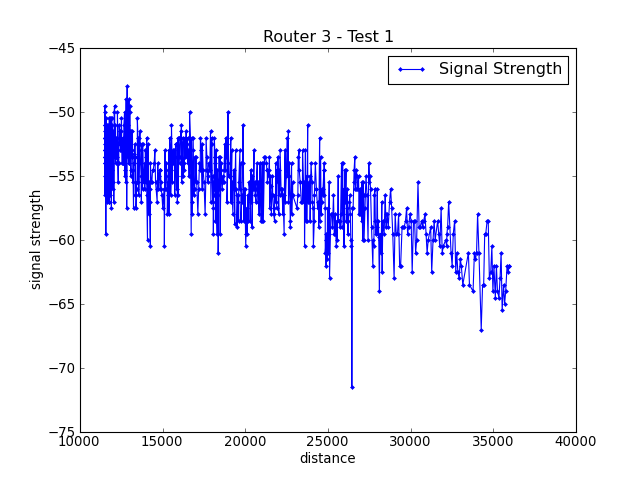 Router 3 - Test 1
Signal Strength
−45
−50
−55
−60
−65
−70
−75
signal strength
10000 15000 20000 25000 30000 35000 40000
distance